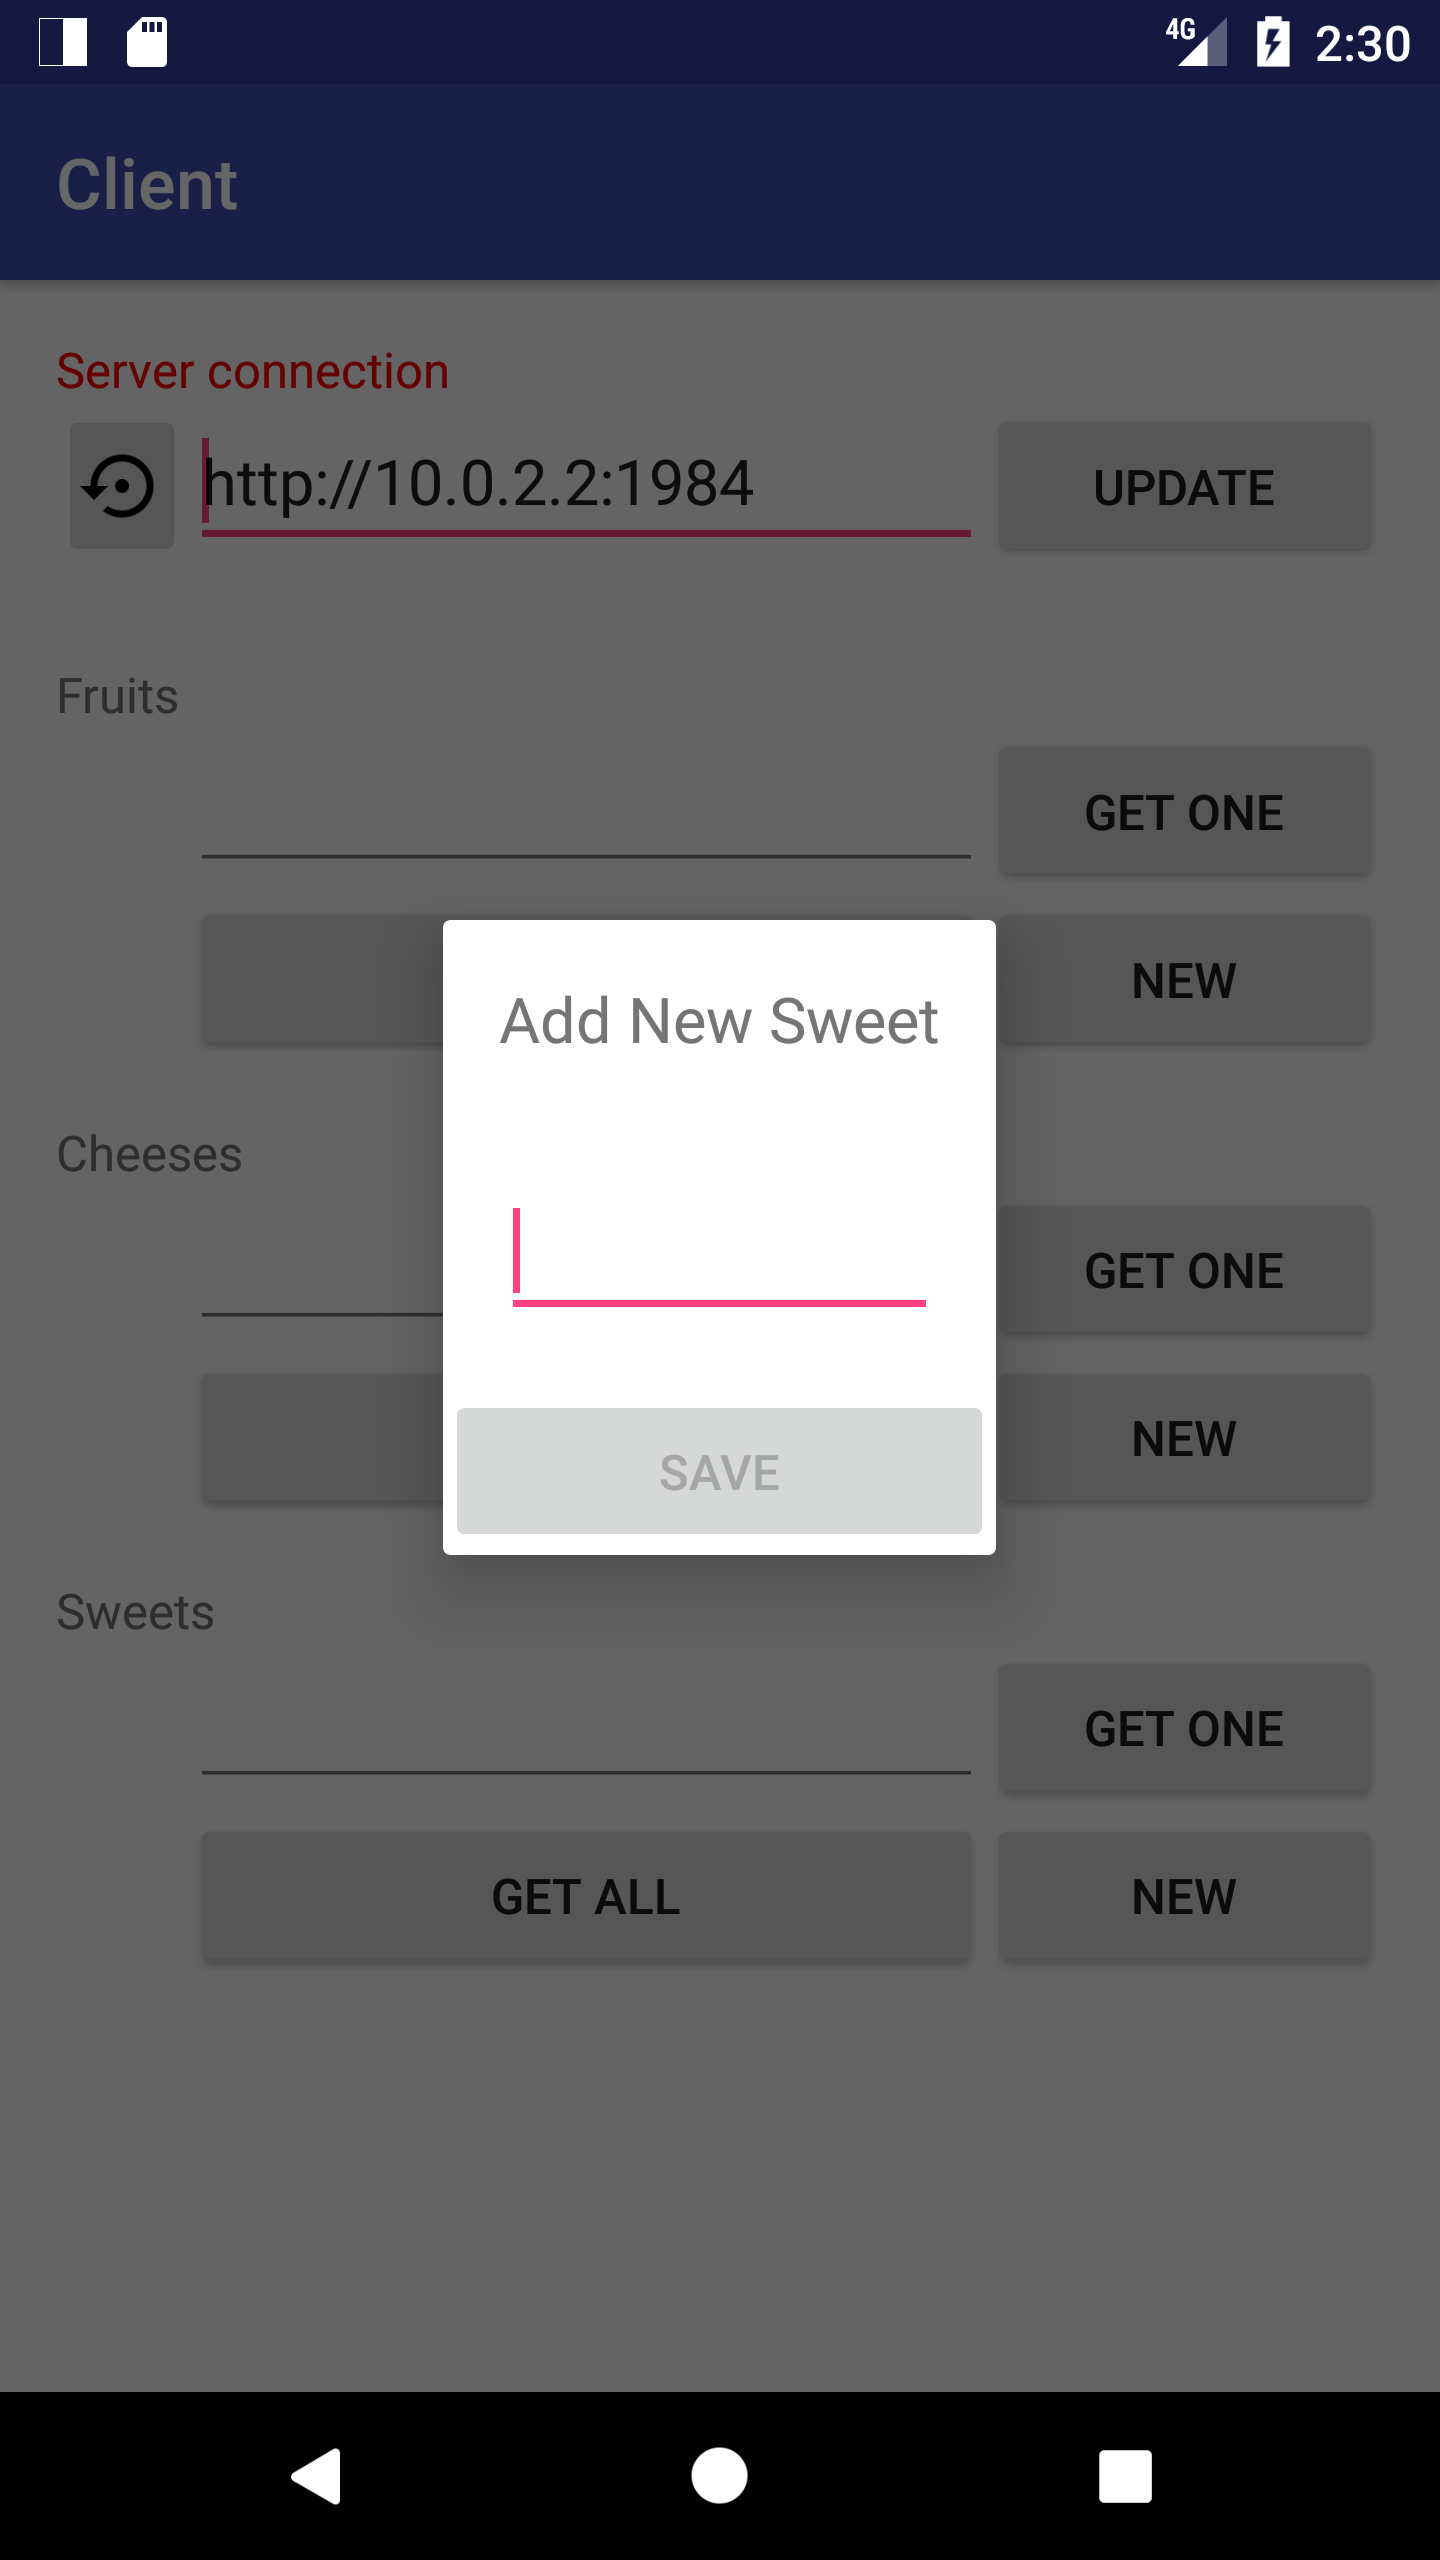 4G 2:30
Client
Server connection
http://10.0.2.2:1984 UPDATE
Fruits
GET ONE
NEW
Add New Sweet
Cheeses
GET ONE
NEW
SAVE
Sweets
GET ONE
GET ALL NEW